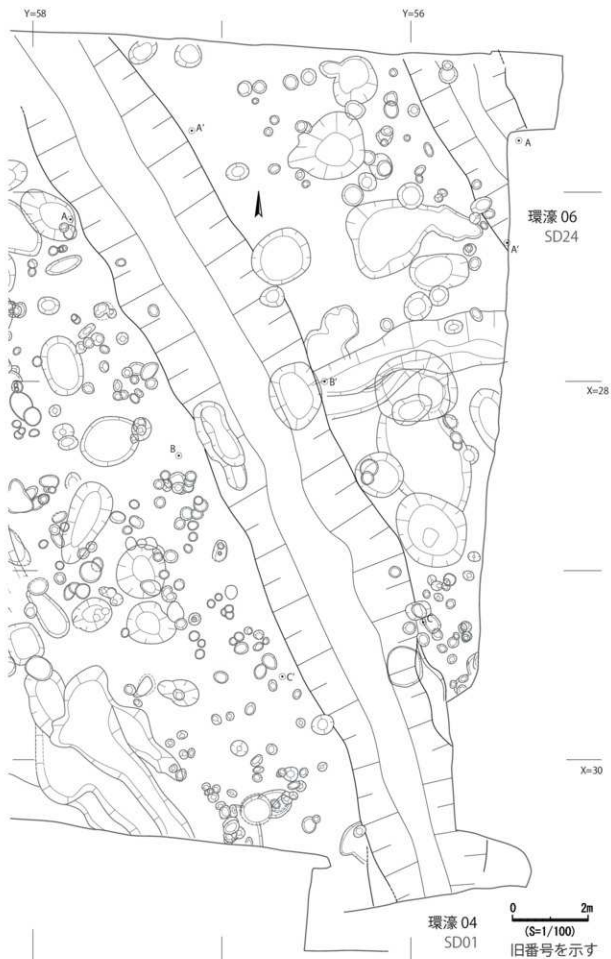 Y=58
Y=56
A'
A
A
環濠 06
SD24
A'
B'
X=28
B
C
C'
X=30
0 2m
(S=1/100)
環濠 04
SD01
旧番号を示す